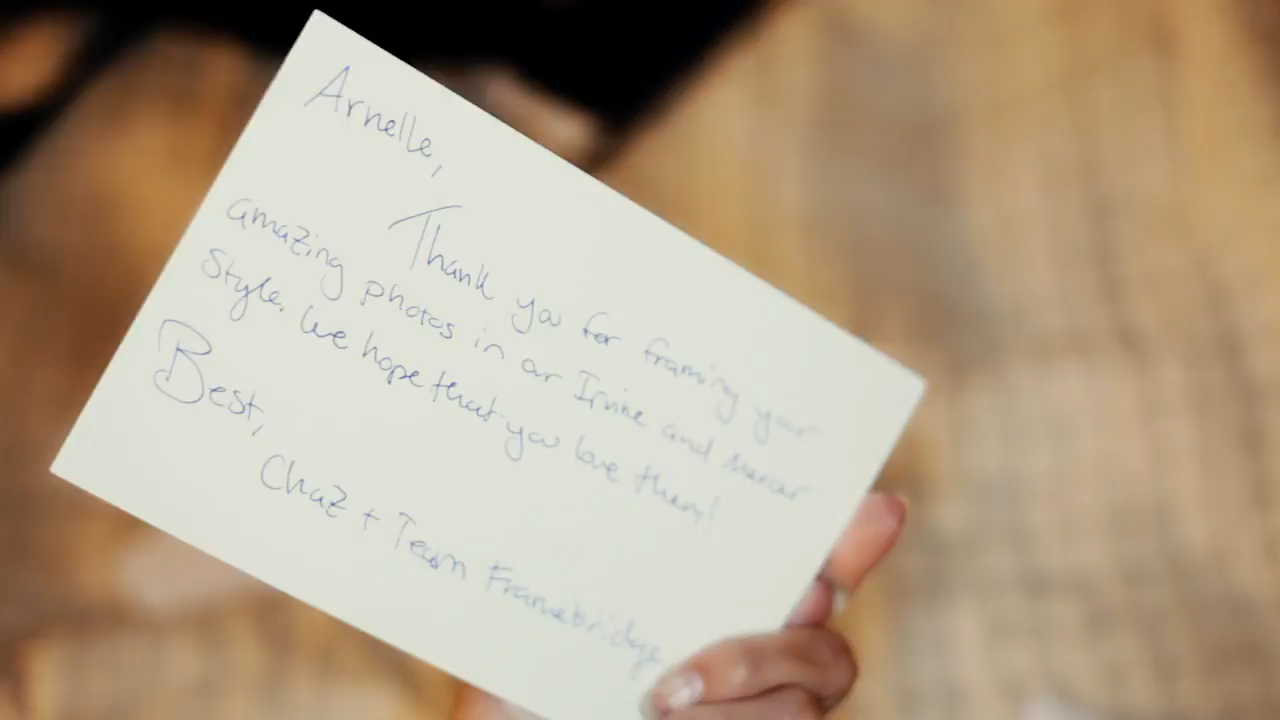 Arnelle,
Thank you for framing your
amazing photos in our Irvine and Mercer
Style. We hope that you love them!
Best,
Chaz + Team Framebridge